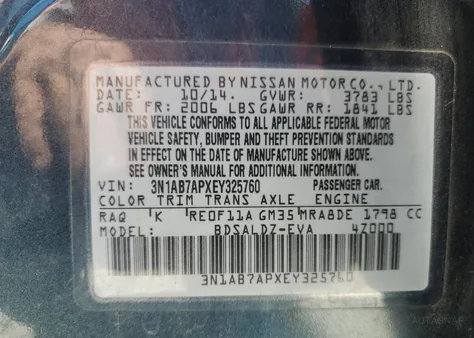 MANUFACTURED BY NISSAN MOTOR CO., LTD.
DATE: 10/14. GVWR: 3783 LBS
GAWR FR: 2006 LBS GAWR RR: 1841 LBS
THIS VEHICLE CONFORMS TO ALL APPLICABLE FEDERAL MOTOR
VEHICLE SAFETY, BUMPER AND THEFT PREVENTION STANDARDS
IN EFFECT ON THE DATE OF MANUFACTURE SHOWN ABOVE.
SEE OWNER'S MANUAL FOR ADDITIONAL INFORMATION.
VIN: 3N1AB7APXEY325760 PASSENGER CAR.
COLOR TRIM TRANS AXLE ENGINE
RAQ K RE0F11A GM35 MRA8DE 1798 CC
MODEL: BDSALDZ-EVA 47000
3N1AB7APXEY325760